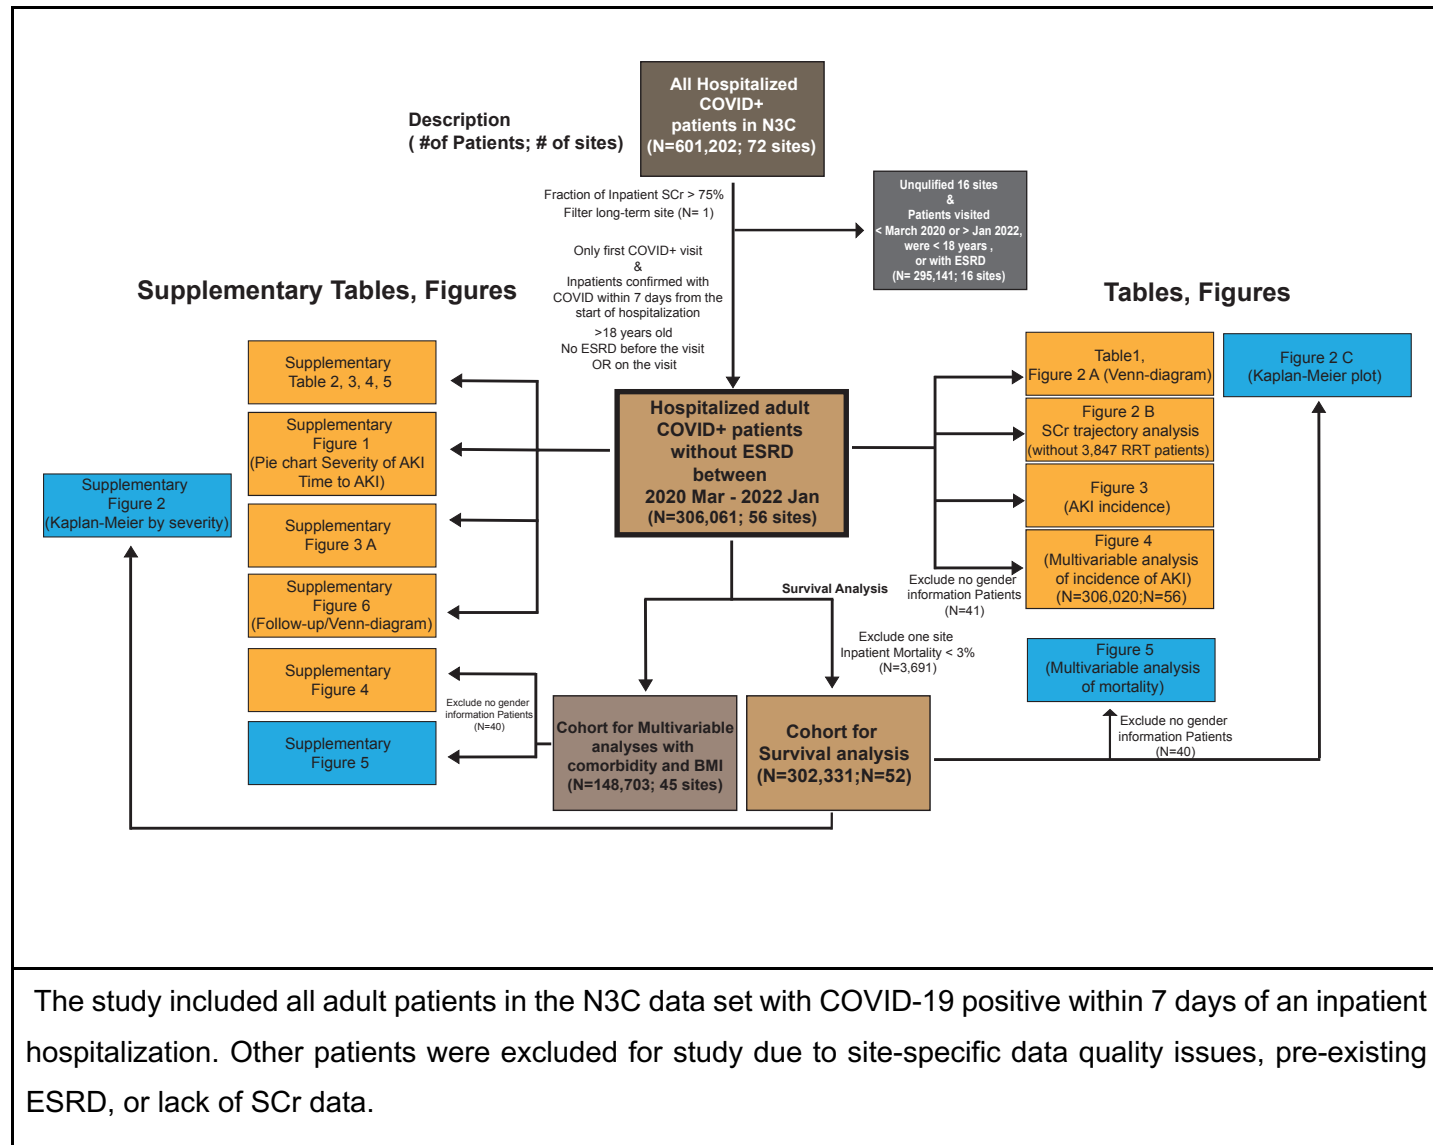 All Hospitalized
COVID+
patients in N3C
(N=601,202; 72 sites)
Description
( #of Patients; # of sites)
Fraction of Inpatient SCr > 75%
Filter long-term site (N= 1)
Only first COVID+ visit
&
Inpatients confirmed with
COVID within 7 days from the
start of hospitalization
>18 years old
No ESRD before the visit
OR on the visit
Unqulified 16 sites
&
Patients visited
< March 2020 or > Jan 2022,
were < 18 years ,
or with ESRD
(N= 295,141; 16 sites)
Supplementary Tables, Figures
Tables, Figures
Supplementary
Table 2, 3, 4, 5
Supplementary
Figure 1
(Pie chart Severity of AKI
Time to AKI)
Supplementary
Figure 2
(Kaplan-Meier by severity)
Supplementary
Figure 3 A
Supplementary
Figure 6
(Follow-up/Venn-diagram)
Supplementary
Figure 4
Supplementary
Figure 5
Exclude no gender
information Patients
(N=40)
Hospitalized adult
COVID+ patients
without ESRD
between
2020 Mar - 2022 Jan
(N=306,061; 56 sites)
Table1,
Figure 2 A (Venn-diagram)
Figure 2 B
SCr trajectory analysis
(without 3,847 RRT patients)
Figure 3
(AKI incidence)
Figure 4
(Multivariable analysis
of incidence of AKI)
(N=306,020;N=56)
Exclude no gender
information Patients
(N=41)
Figure 2 C
(Kaplan-Meier plot)
Survival Analysis
Exclude one site
Inpatient Mortality < 3%
(N=3,691)
Figure 5
(Multivariable analysis
of mortality)
Exclude no gender
information Patients
(N=40)
Cohort for Multivariable
analyses with
comorbidity and BMI
(N=148,703; 45 sites)
Cohort for
Survival analysis
(N=302,331;N=52)
The study included all adult patients in the N3C data set with COVID-19 positive within 7 days of an inpatient
hospitalization. Other patients were excluded for study due to site-specific data quality issues, pre-existing
ESRD, or lack of SCr data.